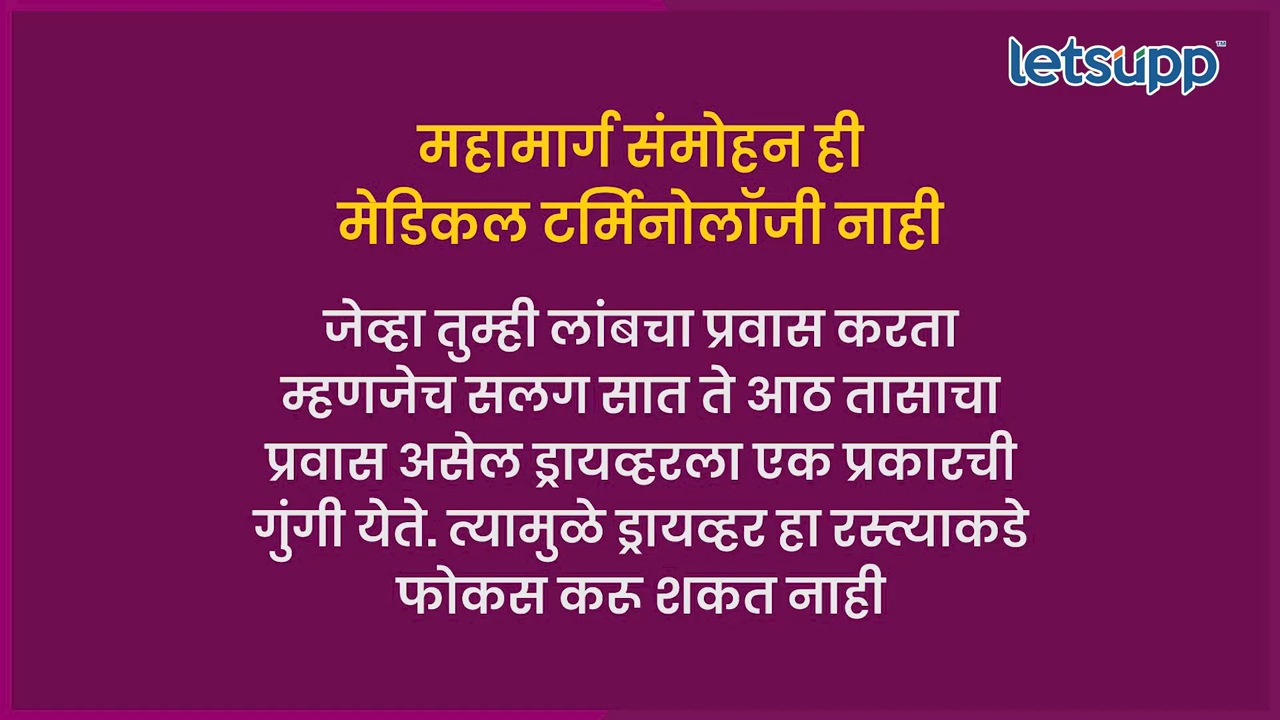 letsupp™
महामार्ग संमोहन ही
मेडिकल टर्मिनोलॉजी नाही
जेव्हा तुम्ही लांबचा प्रवास करता
म्हणजेच सलग सात ते आठ तासाचा
प्रवास असेल ड्रायव्हरला एक प्रकारची
गुंगी येते. त्यामुळे ड्रायव्हर हा रस्त्याकडे
फोकस करू शकत नाही